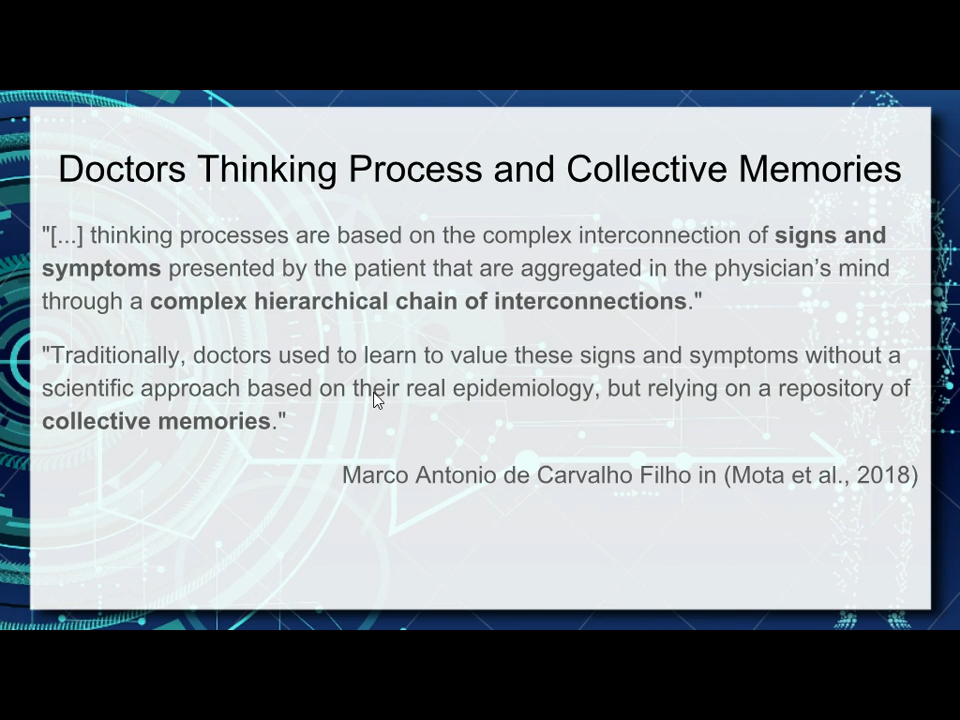 Doctors Thinking Process and Collective Memories
"[...] thinking processes are based on the complex interconnection of signs and
symptoms presented by the patient that are aggregated in the physician’s mind
through a complex hierarchical chain of interconnections."
"Traditionally, doctors used to learn to value these signs and symptoms without a
scientific approach based on their real epidemiology, but relying on a repository of
collective memories."
Marco Antonio de Carvalho Filho in (Mota et al., 2018)